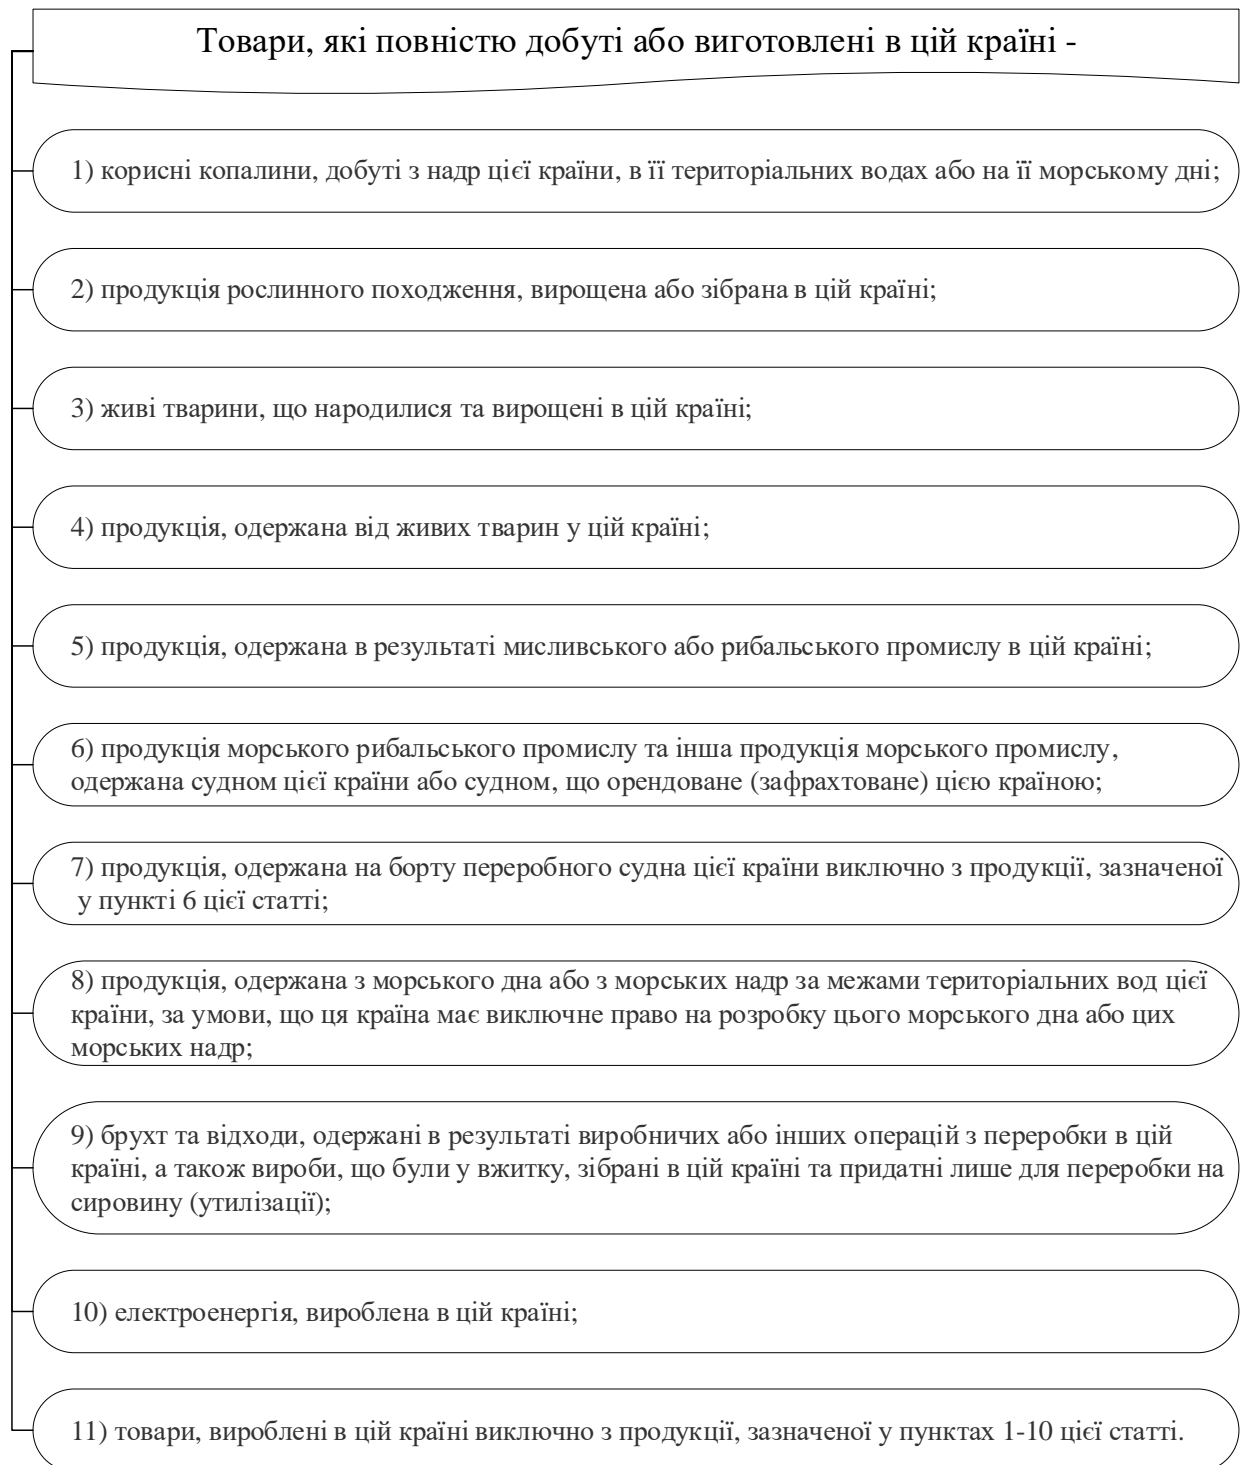 Товари, які повністю добуті або виготовлені в цій країні -
1) корисні копалини, добуті з надр цієї країни, в її територіальних водах або на її морському дні;
2) продукція рослинного походження, вирощена або зібрана в цій країні;
3) живі тварини, що народилися та вирощені в цій країні;
4) продукція, одержана від живих тварин у цій країні;
5) продукція, одержана в результаті мисливського або рибальського промислу в цій країні;
6) продукція морського рибальського промислу та інша продукція морського промислу,
одержана судном цієї країни або судном, що орендоване (зафрахтоване) цією країною;
7) продукція, одержана на борту переробного судна цієї країни виключно з продукції, зазначеної
у пункті 6 цієї статті;
8) продукція, одержана з морського дна або з морських надр за межами територіальних вод цієї
країни, за умови, що ця країна має виключне право на розробку цього морського дна або цих
морських надр;
9) брухт та відходи, одержані в результаті виробничих або інших операцій з переробки в цій
країні, а також вироби, що були у вжитку, зібрані в цій країні та придатні лише для переробки на
сировину (утилізації);
10) електроенергія, вироблена в цій країні;
11) товари, вироблені в цій країні виключно з продукції, зазначеної у пунктах 1-10 цієї статті.